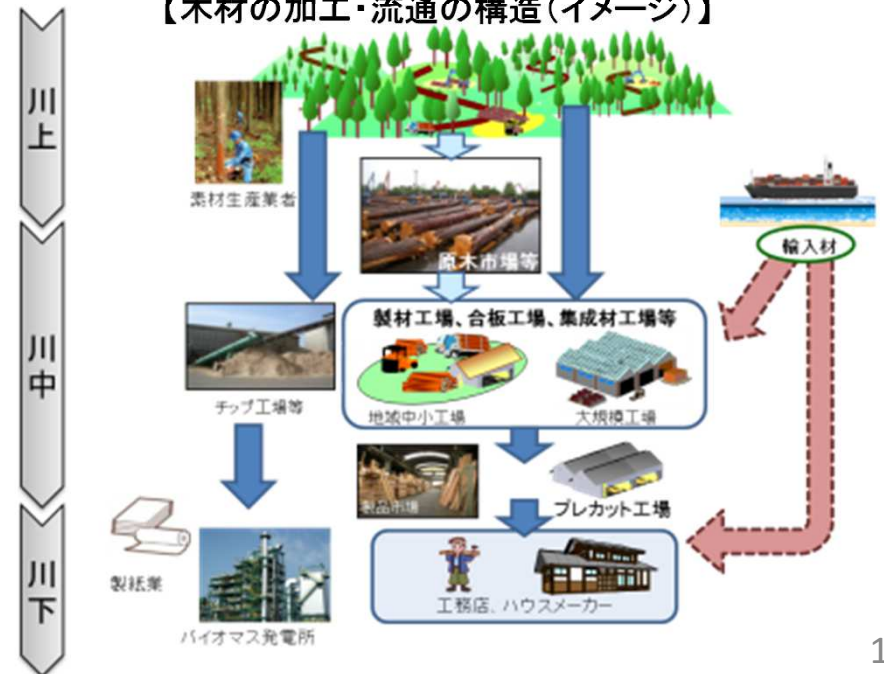 【木材の加工・流通の構造（イメージ）】
川上
素材生産業者
原木市場等
輸入材
川中
製材工場、合板工場、集成材工場等
チップ工場等
地域中小工場
大規模工場
製品市場
プレカット工場
川下
製紙業
工務店、ハウスメーカー
バイオマス発電所
1